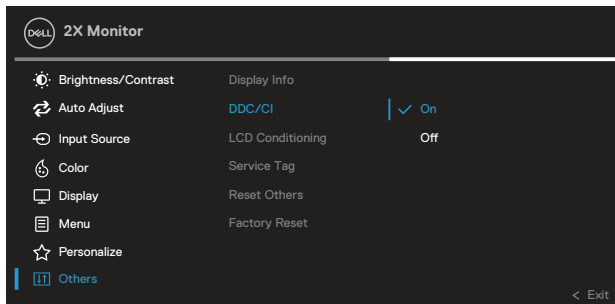 DELL 2X Monitor
Brightness/Contrast Display Info
Auto Adjust DDC/CI On
Input Source LCD Conditioning Off
Color Service Tag
Display Reset Others
Menu Factory Reset
Personalize
Others
< Exit